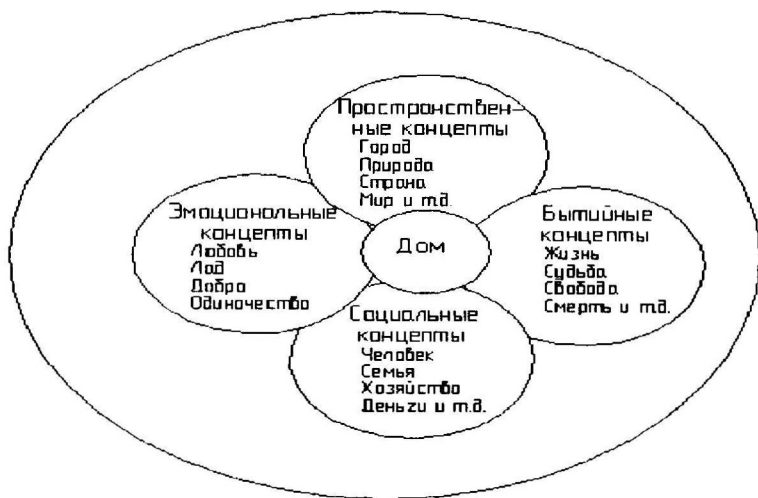 Пространствен-
ные концепты
Город
Природа
Страна
Мир и т.д.
Эмоциональные
концепты
Любовь
Лад
Добро
Одиночество
Дом
Бытийные
концепты
Жизнь
Судьба
Свобода
Смерть и т.д.
Социальные
концепты
Человек
Семья
Хозяйство
Деньги и т.д.